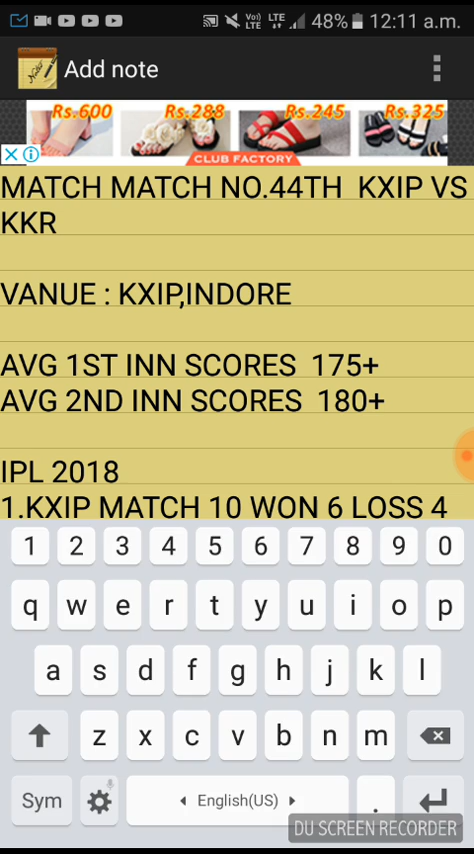 48% 12:11 a.m.
Add note
Rs.600 Rs.288 Rs.245 Rs.325
CLUB FACTORY
MATCH MATCH NO.44TH KXIP VS
KKR
VANUE : KXIP,INDORE
AVG 1ST INN SCORES 175+
AVG 2ND INN SCORES 180+
IPL 2018
1.KXIP MATCH 10 WON 6 LOSS 4
1 2 3 4 5 6 7 8 9 0
q w e r t y u i o p
a s d f g h j k l
z x c v b n m
Sym English(US) .
DU SCREEN RECORDER